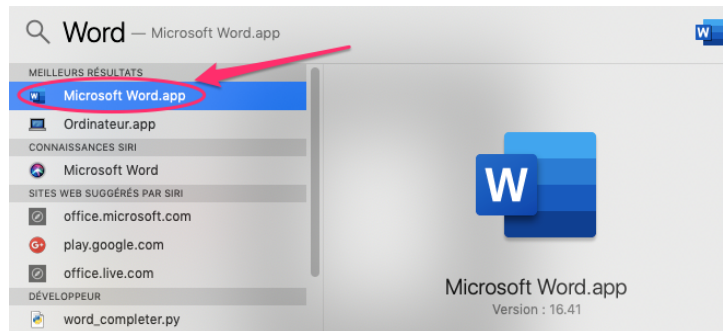 Word — Microsoft Word.app
MEILLEURS RÉSULTATS
Microsoft Word.app
Ordinateur.app
CONNAISSANCES SIRI
Microsoft Word
SITES WEB SUGGÉRÉS PAR SIRI
office.microsoft.com
play.google.com
office.live.com
DÉVELOPPEUR
word_completer.py
W
W
Microsoft Word.app
Version : 16.41